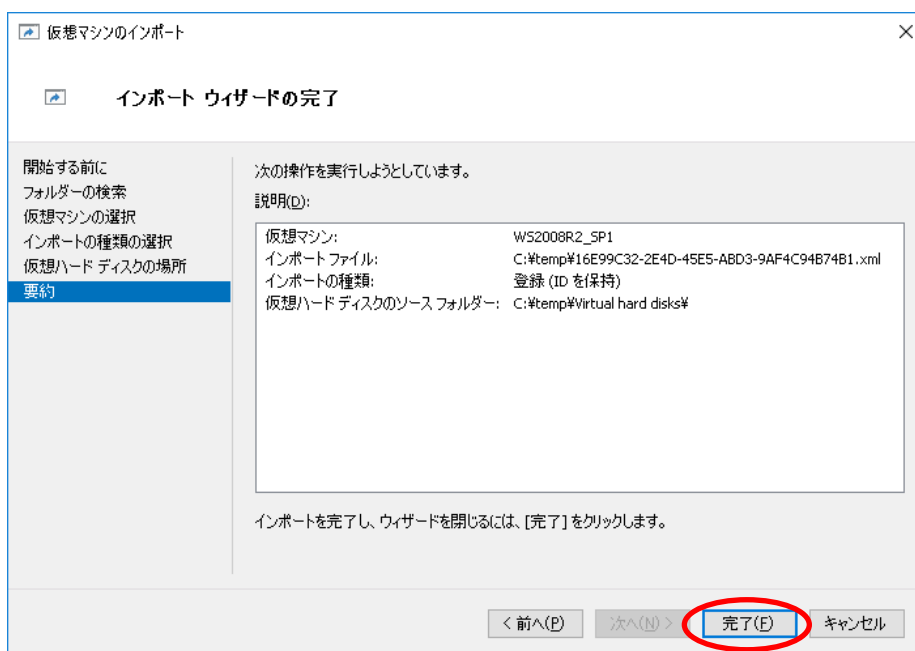 仮想マシンのインポート
インポート ウィザードの完了
開始する前に
フォルダーの検索
仮想マシンの選択
インポートの種類の選択
仮想ハード ディスクの場所
要約
次の操作を実行しようとしています。
説明(D):
仮想マシン: WS2008R2_SP1
インポート ファイル: C:¥temp¥16E99C32-2E4D-45E5-ABD3-9AF4C94B74B1.xml
インポートの種類: 登録 (ID を保持)
仮想ハード ディスクのソース フォルダー: C:¥temp¥Virtual hard disks¥
インポートを完了し、ウィザードを閉じるには、[完了] をクリックします。
< 前へ(P) 次へ(N) > 完了(F) キャンセル